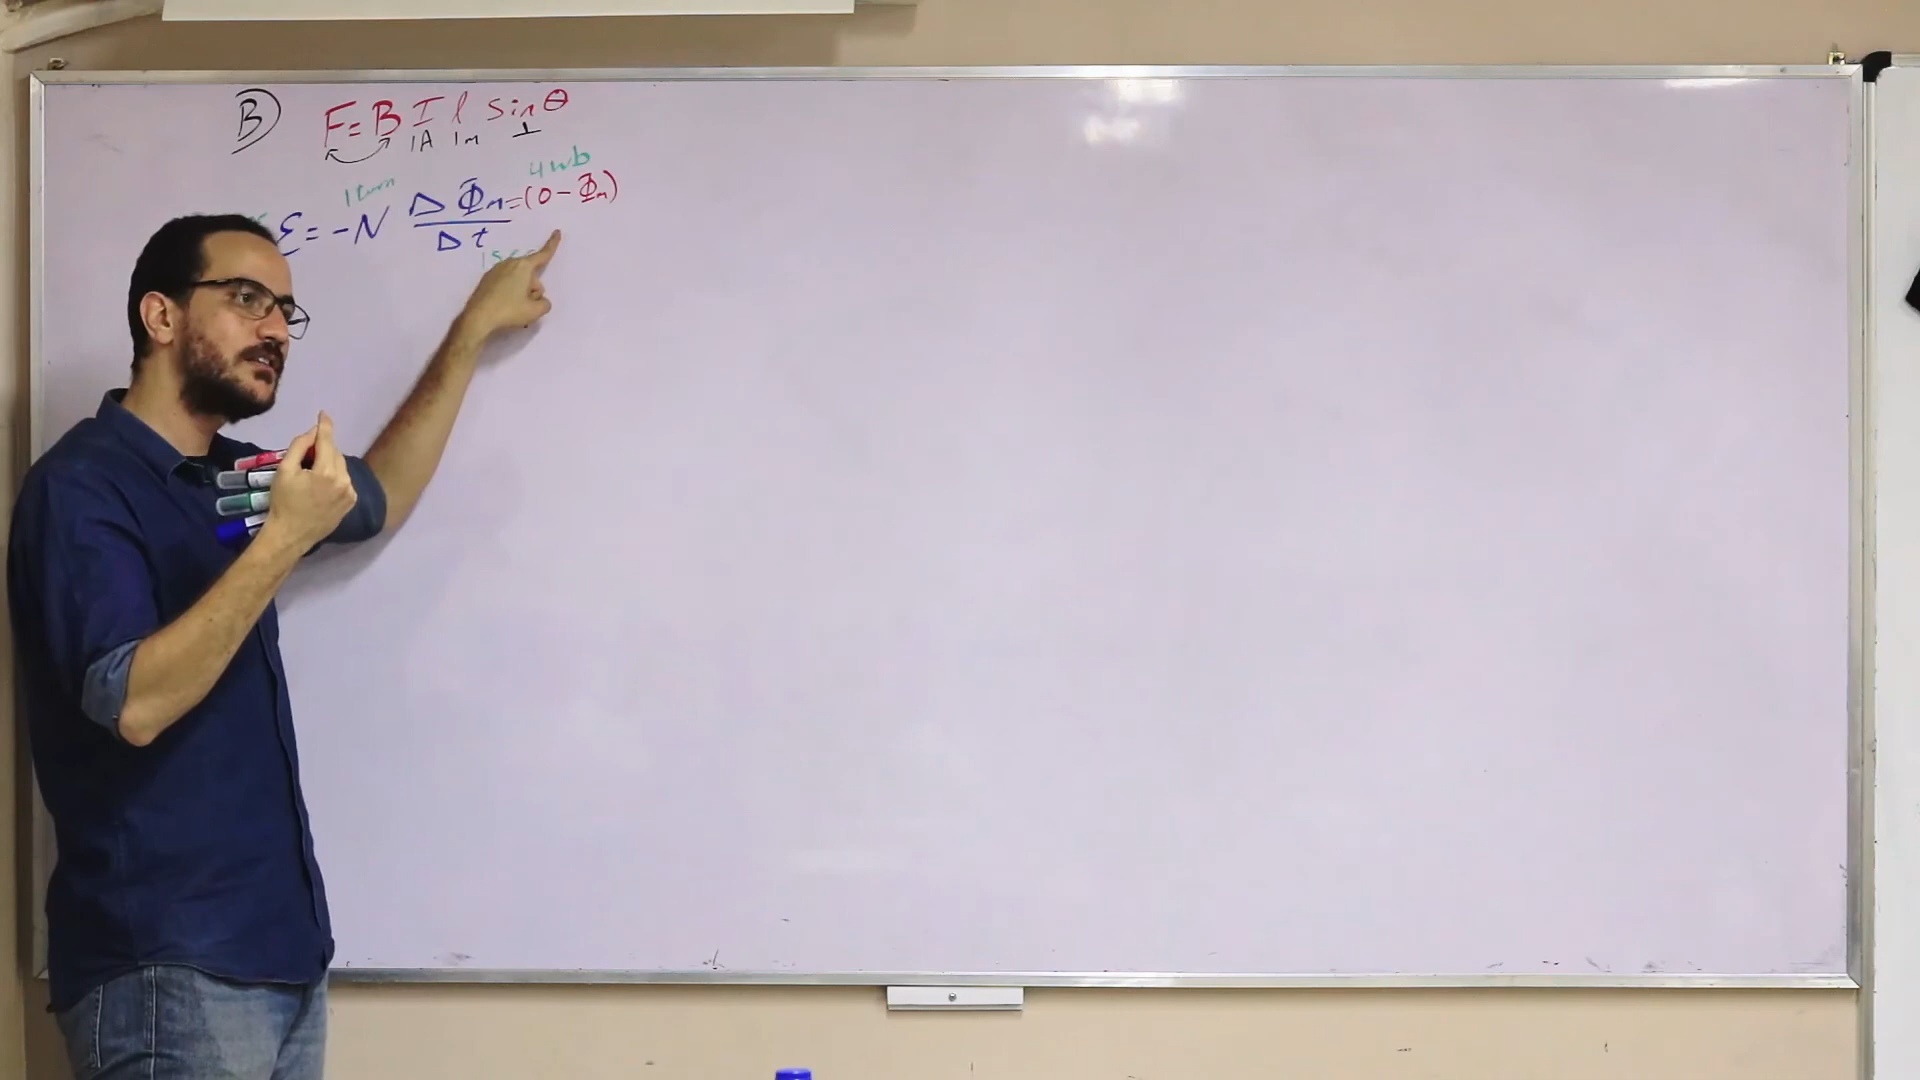 B) F = B I l sin θ
1A 1m ⊥
1 turn 4 wb
ε = -N ΔΦm/Δt = (0 - Φm)